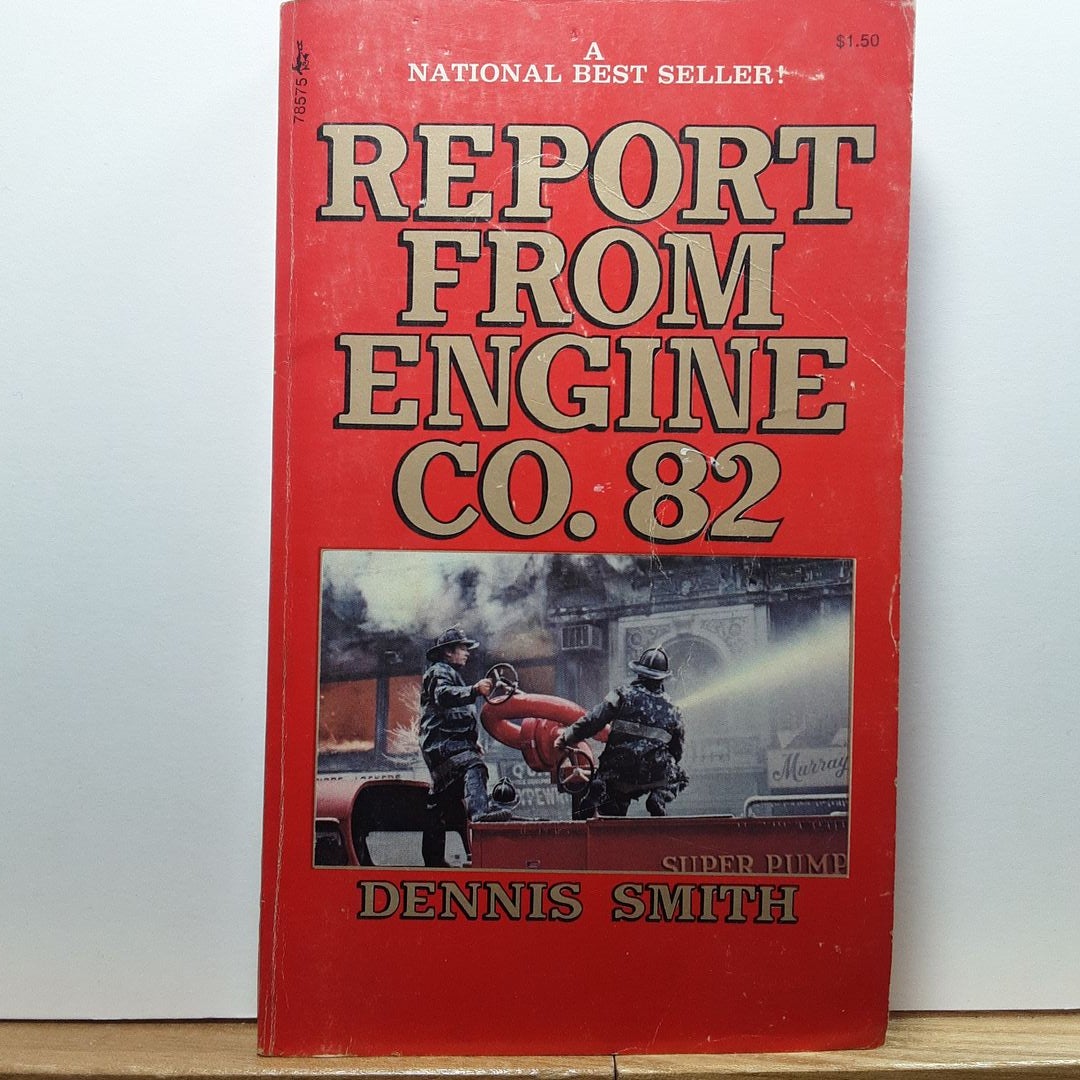 78575
$1.50
A
NATIONAL BEST SELLER!
REPORT
FROM
ENGINE
CO. 82
Murray
SUPER PUMP
DENNIS SMITH